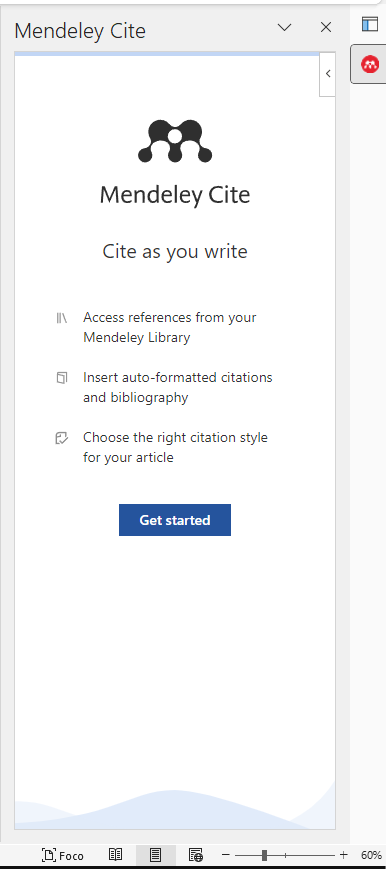 Mendeley Cite
Mendeley Cite
Cite as you write
Access references from your
Mendeley Library
Insert auto-formatted citations
and bibliography
Choose the right citation style
for your article
Get started
Foco
60%